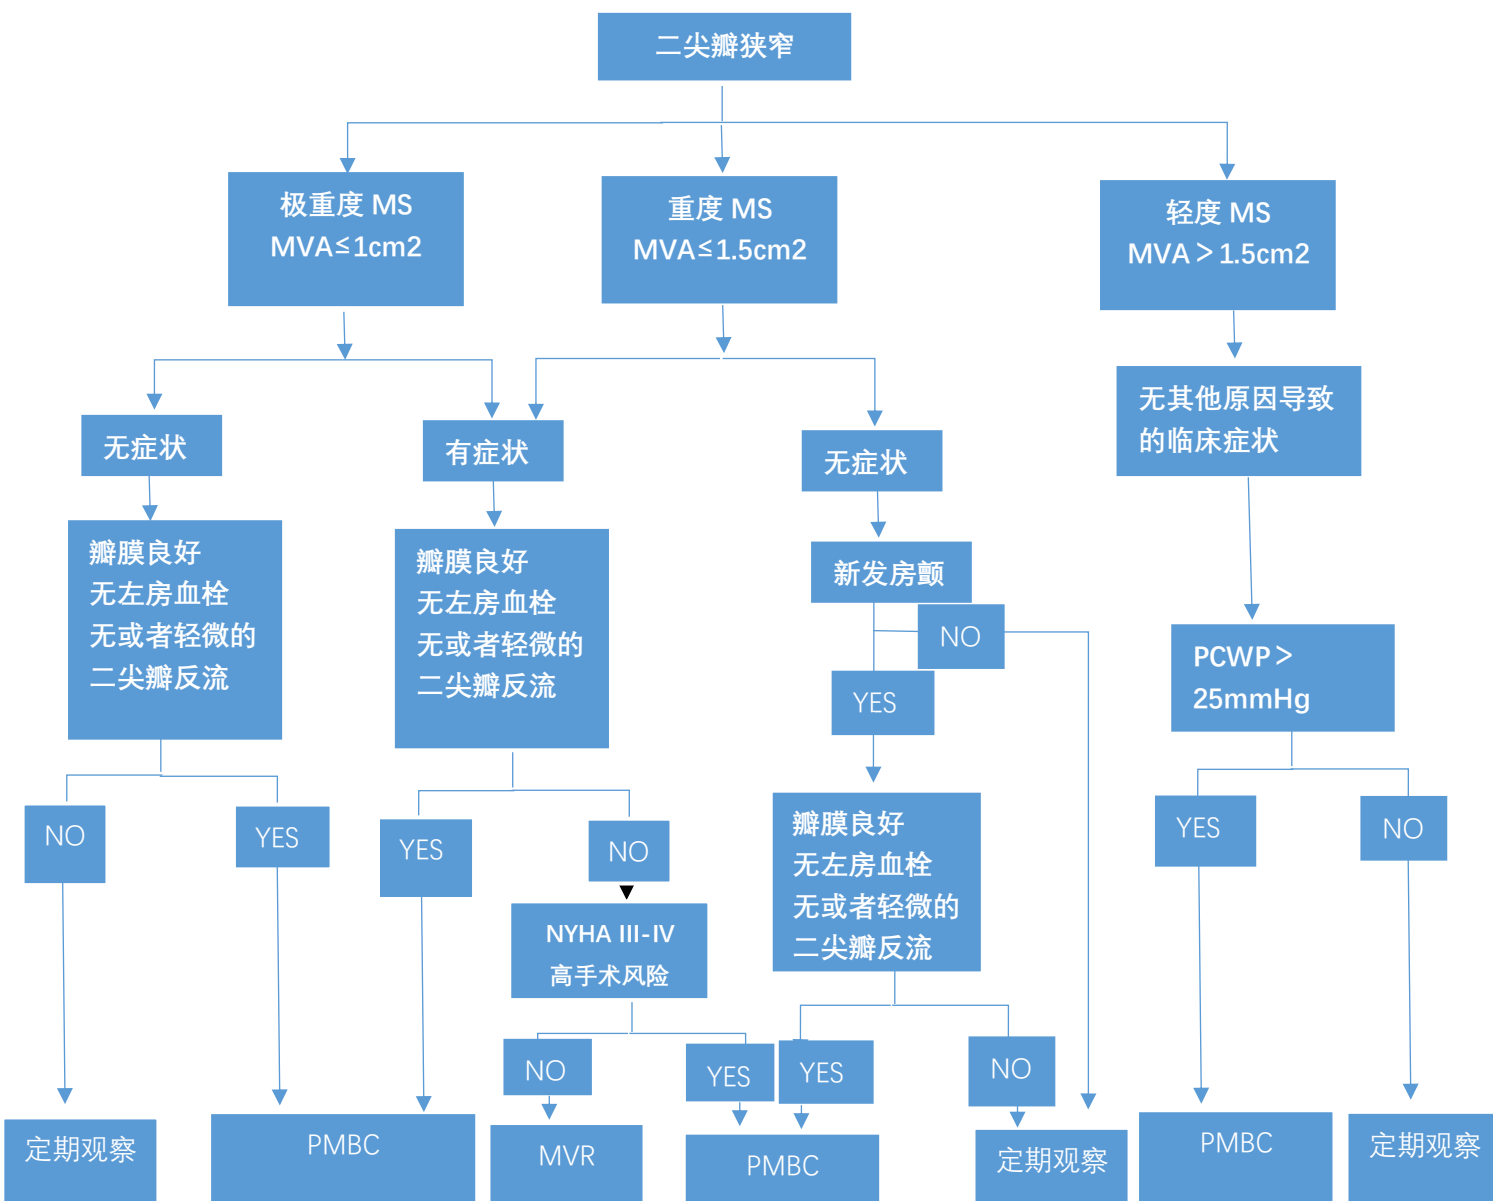 二尖瓣狭窄
极重度 MS
MVA≤1cm2
重度 MS
MVA≤1.5cm2
轻度 MS
MVA＞1.5cm2
无症状
有症状
无症状
无其他原因导致
的临床症状
瓣膜良好
无左房血栓
无或者轻微的
二尖瓣反流
瓣膜良好
无左房血栓
无或者轻微的
二尖瓣反流
新发房颤
NO
YES
PCWP＞
25mmHg
NO
YES
YES
NO
瓣膜良好
无左房血栓
无或者轻微的
二尖瓣反流
YES
NO
NYHA III-IV
高手术风险
NO
YES
YES
NO
定期观察
PMBC
MVR
PMBC
定期观察
PMBC
定期观察